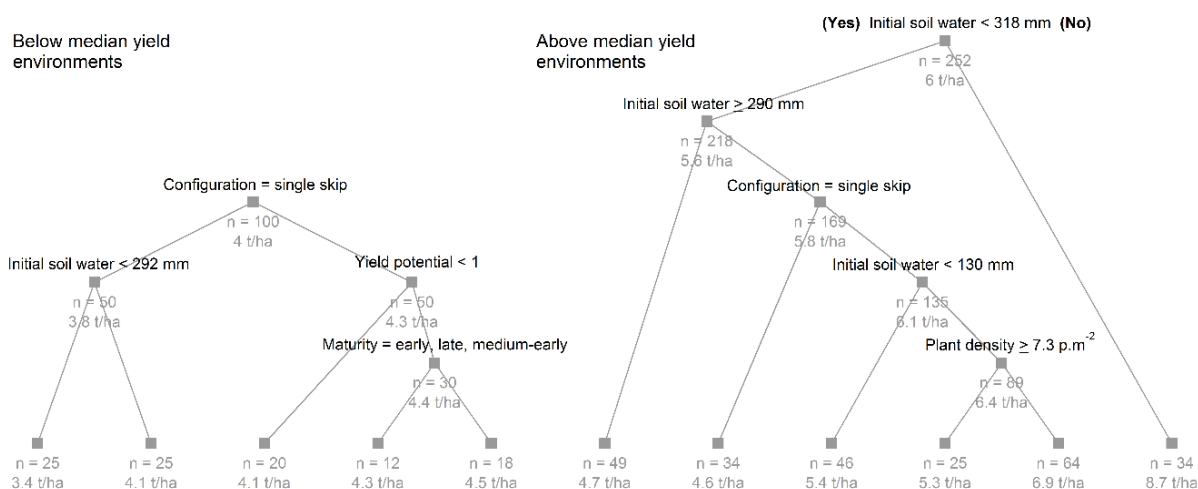 Below median yield
environments
Configuration = single skip
n = 100
4 t/ha
Initial soil water < 292 mm
n = 50
3.8 t/ha
Yield potential < 1
n = 50
4.3 t/ha
Maturity = early, late, medium-early
n = 30
4.4 t/ha
n = 25
3.4 t/ha
n = 25
4.1 t/ha
n = 20
4.1 t/ha
n = 12
4.3 t/ha
n = 18
4.5 t/ha
Above median yield
environments
(Yes) Initial soil water < 318 mm (No)
n = 252
6 t/ha
Initial soil water ≥ 290 mm
n = 218
5.6 t/ha
Configuration = single skip
n = 169
5.8 t/ha
Initial soil water < 130 mm
n = 135
6.1 t/ha
Plant density ≥ 7.3 p.m⁻²
n = 89
6.4 t/ha
n = 49
4.7 t/ha
n = 34
4.6 t/ha
n = 46
5.4 t/ha
n = 25
5.3 t/ha
n = 64
6.9 t/ha
n = 34
8.7 t/ha